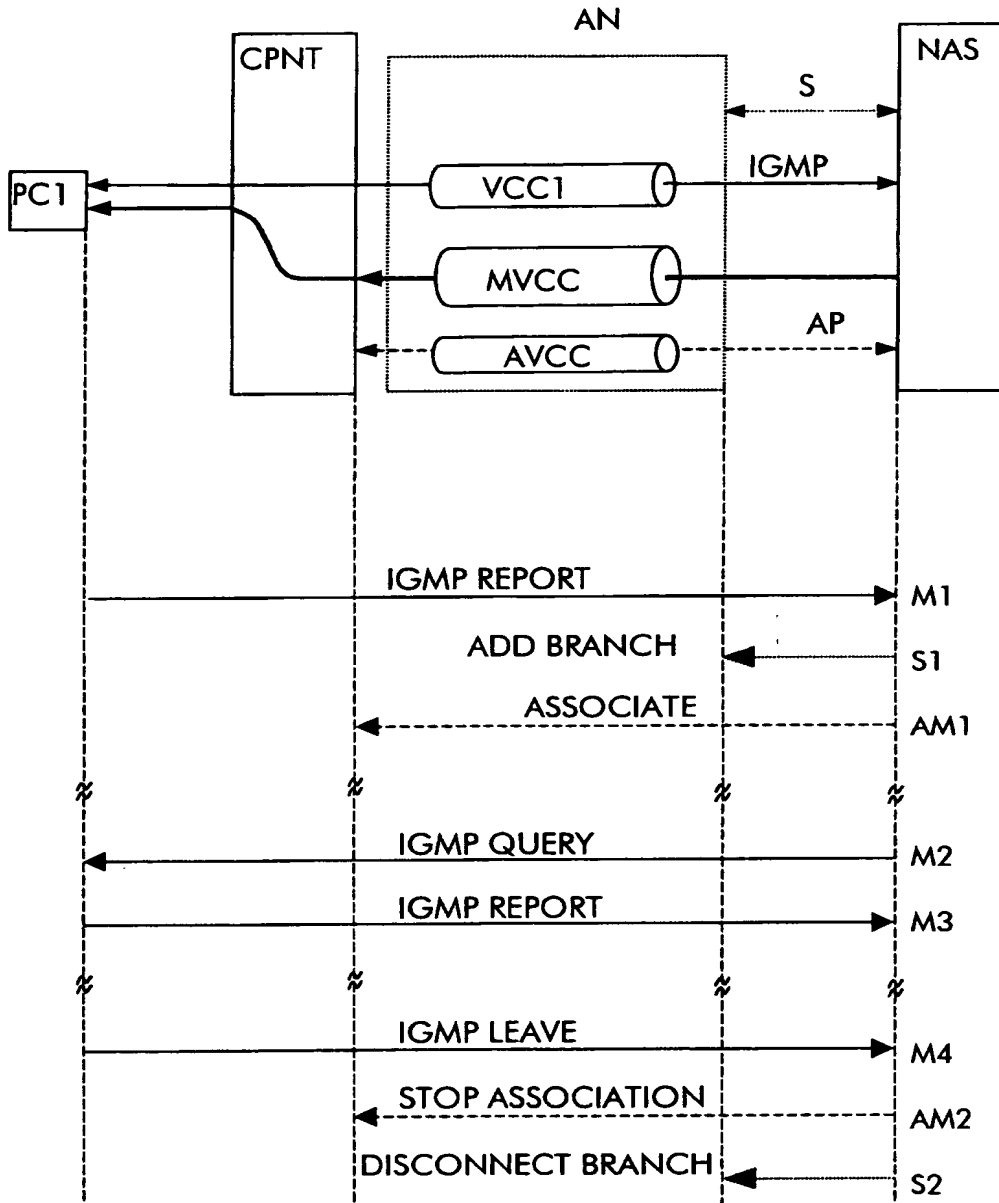 AN
CPNT
NAS
S
PC1
VCC1
IGMP
MVCC
AP
AVCC
IGMP REPORT
M1
ADD BRANCH
S1
ASSOCIATE
AM1
IGMP QUERY
M2
IGMP REPORT
M3
IGMP LEAVE
M4
STOP ASSOCIATION
AM2
DISCONNECT BRANCH
S2